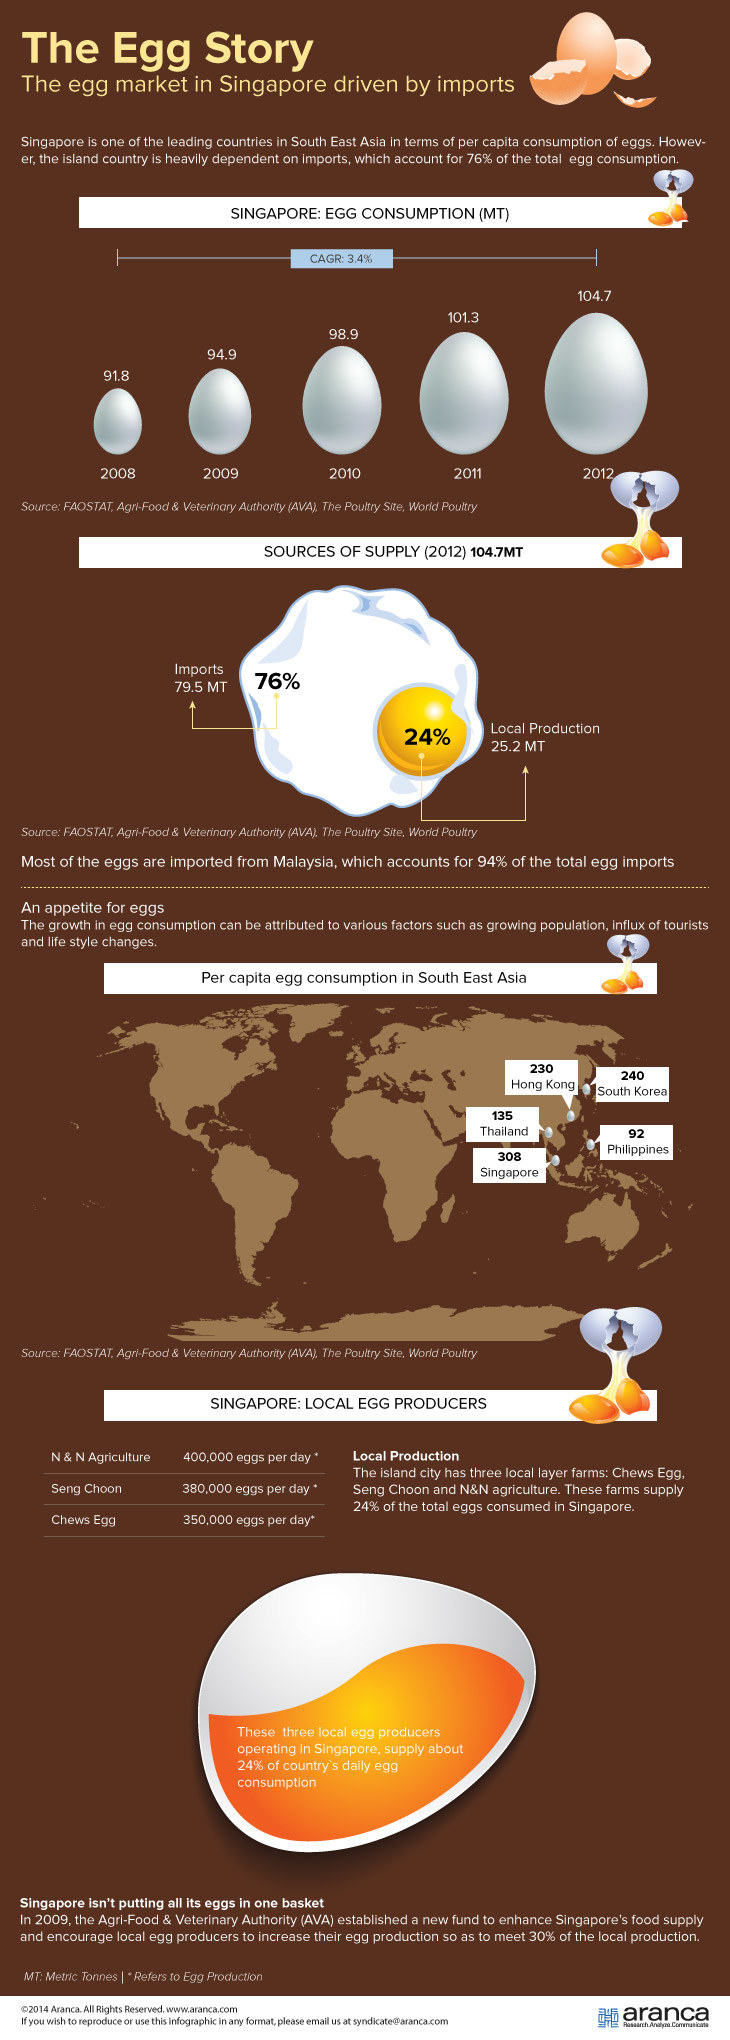 The Egg Story
The egg market in Singapore driven by imports
Singapore is one of the leading countries in South East Asia in terms of per capita consumption of eggs. Howev-
er, the island country is heavily dependent on imports, which account for 76% of the total egg consumption.
SINGAPORE: EGG CONSUMPTION (MT)
CAGR: 3.4%
104.7
101.3
98.9
94.9
91.8
2008
2009
2010
2011
2012
Source: FAOSTAT, Agri-Food & Veterinary Authority (AVA), The Poultry Site, World Poultry
SOURCES OF SUPPLY (2012) 104.7MT
Imports
79.5 MT
76%
24%
Local Production
25.2 MT
Source: FAOSTAT, Agri-Food & Veterinary Authority (AVA), The Poultry Site, World Poultry
Most of the eggs are imported from Malaysia, which accounts for 94% of the total egg imports
An appetite for eggs
The growth in egg consumption can be attributed to various factors such as growing population, influx of tourists
and life style changes.
Per capita egg consumption in South East Asia
230
Hong Kong
240
South Korea
135
Thailand
92
Philippines
308
Singapore
Source: FAOSTAT, Agri-Food & Veterinary Authority (AVA), The Poultry Site, World Poultry
SINGAPORE: LOCAL EGG PRODUCERS
N & N Agriculture 400,000 eggs per day *
Seng Choon 380,000 eggs per day *
Chews Egg 350,000 eggs per day*
Local Production
The island city has three local layer farms: Chews Egg,
Seng Choon and N&N agriculture. These farms supply
24% of the total eggs consumed in Singapore.
These three local egg producers
operating in Singapore, supply about
24% of country`s daily egg
consumption
Singapore isn't putting all its eggs in one basket
In 2009, the Agri-Food & Veterinary Authority (AVA) established a new fund to enhance Singapore's food supply
and encourage local egg producers to increase their egg production so as to meet 30% of the local production.
MT: Metric Tonnes | * Refers to Egg Production
©2014 Aranca. All Rights Reserved. www.aranca.com
If you wish to reproduce or use this infographic in any format, please email us at syndicate@aranca.com
aranca
Research.Analyze.Communicate